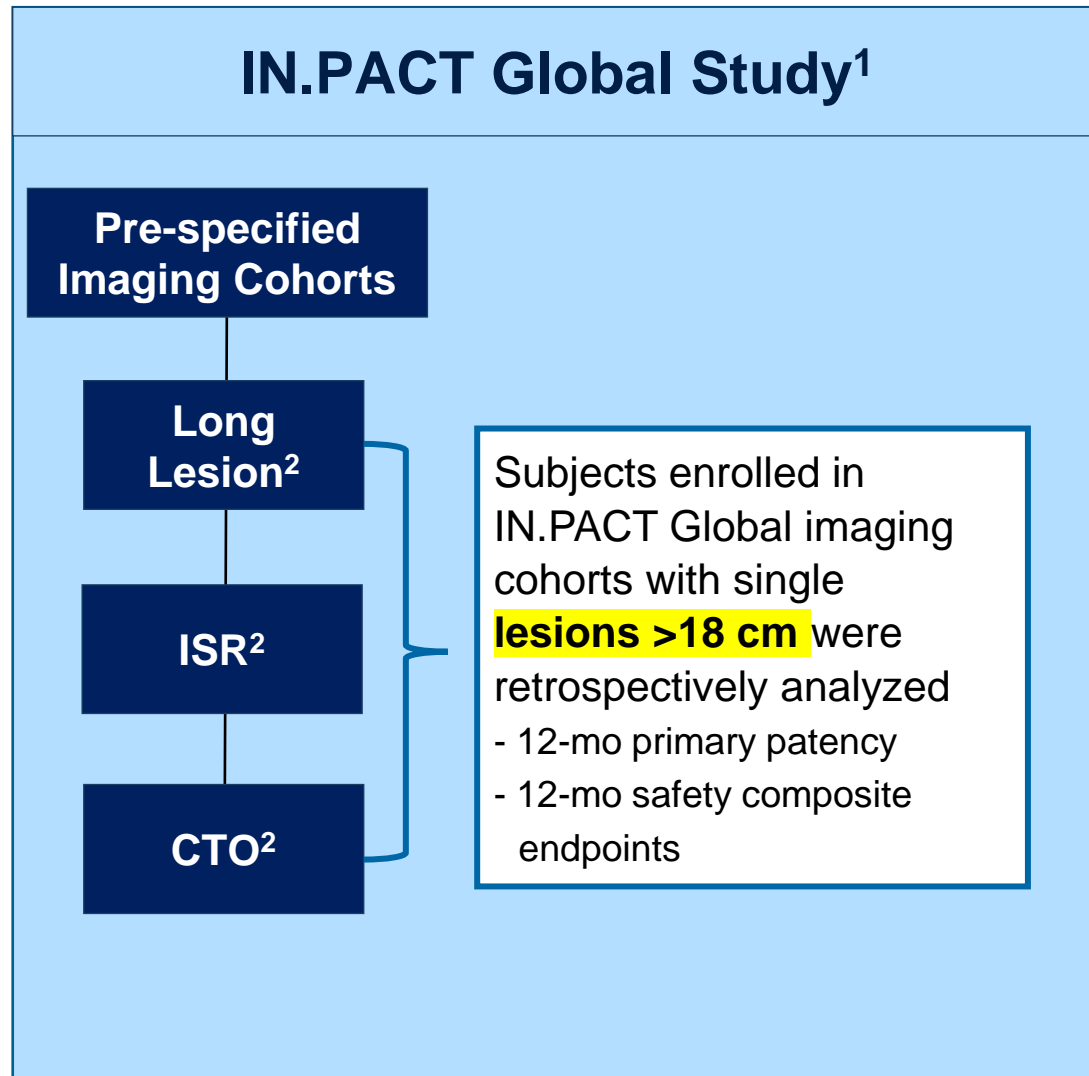 IN.PACT Global Study¹
Pre-specified
Imaging Cohorts
Long
Lesion²
ISR²
CTO²
Subjects enrolled in
IN.PACT Global imaging
cohorts with single
lesions >18 cm were
retrospectively analyzed
- 12-mo primary patency
- 12-mo safety composite
endpoints